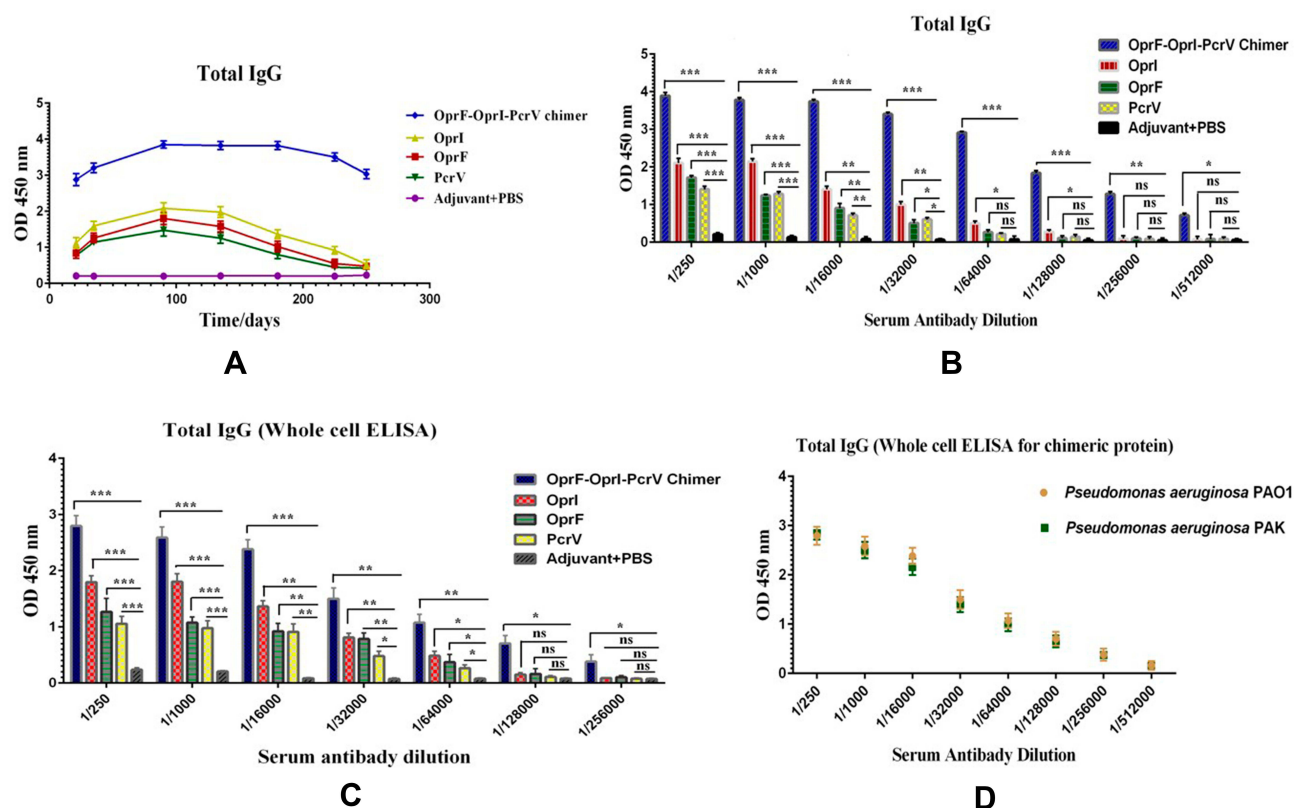 Total IgG
5
4
3
2
1
0
OD 450 nm
0
100
200
300
Time/days
OprF-OprI-PcrV chimer
OprI
OprF
PcrV
Adjuvant+PBS
A
Total IgG
5
4
3
2
1
0
OD 450 nm
OprF-OprI-PcrV Chimer
OprI
OprF
PcrV
Adjuvant+PBS
*** *** *** *** *** *** ** *
*** *** ** ** * * ns ns
*** *** ** * ns ns ns ns
*** *** ** * ns ns ns ns
1/250 1/1000 1/16000 1/32000 1/64000 1/128000 1/256000 1/512000
Serum Antibady Dilution
B
Total IgG (Whole cell ELISA)
4
3
2
1
0
OD 450 nm
OprF-OprI-PcrV Chimer
OprI
OprF
PcrV
Adjuvant+PBS
*** *** *** ** ** * *
*** *** ** ** * ns ns
*** *** ** ** * ns ns
*** *** ** * * ns ns
1/250 1/1000 1/16000 1/32000 1/64000 1/128000 1/256000
Serum antibady dilution
C
Total IgG (Whole cell ELISA for chimeric protein)
4
3
2
1
0
OD 450 nm
Pseudomonas aeruginosa PAO1
Pseudomonas aeruginosa PAK
1/250 1/1000 1/16000 1/32000 1/64000 1/128000 1/256000 1/512000
Serum Antibady Dilution
D